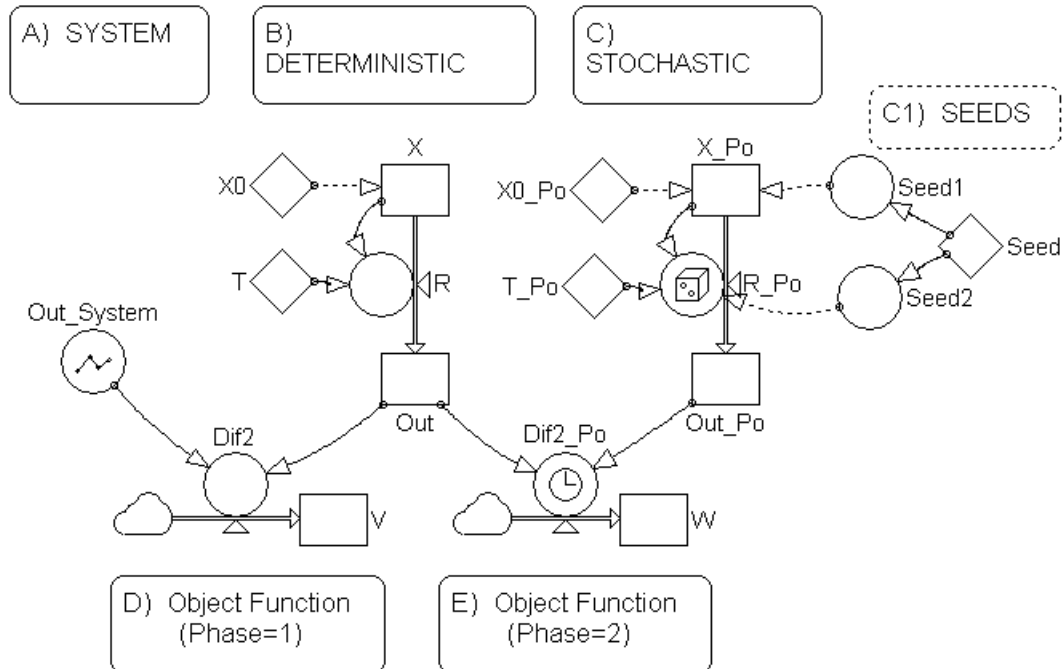 A) SYSTEM
B)
DETERMINISTIC
C)
STOCHASTIC
C1) SEEDS
X
X_Po
X0
X0_Po
Seed1
Seed
T
R
T_Po
R_Po
Seed2
Out_System
Out
Out_Po
Dif2
Dif2_Po
V
W
D) Object Function
(Phase=1)
E) Object Function
(Phase=2)